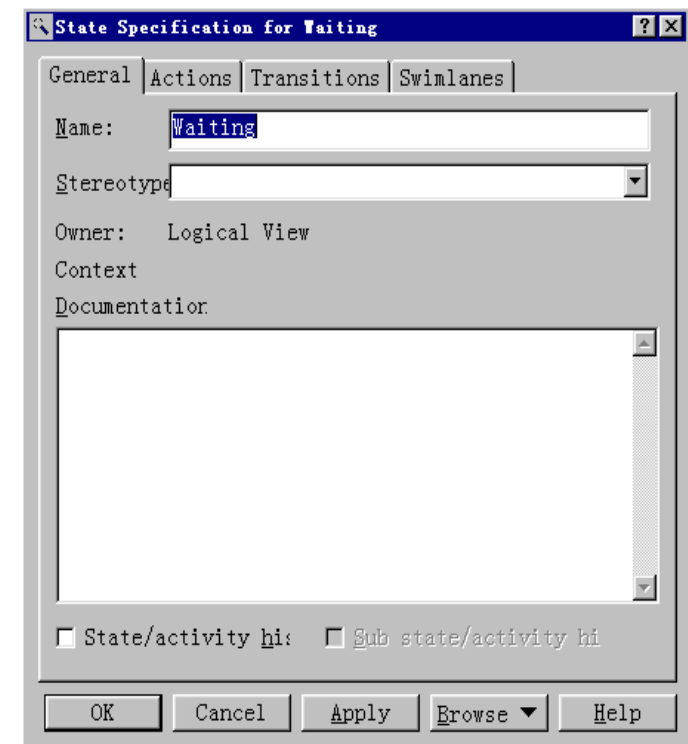 State Specification for Waiting
General Actions Transitions Swimlanes
Name: Waiting
Stereotype
Owner: Logical View
Context
Documentation
State/activity his Sub state/activity hi
OK Cancel Apply Browse Help